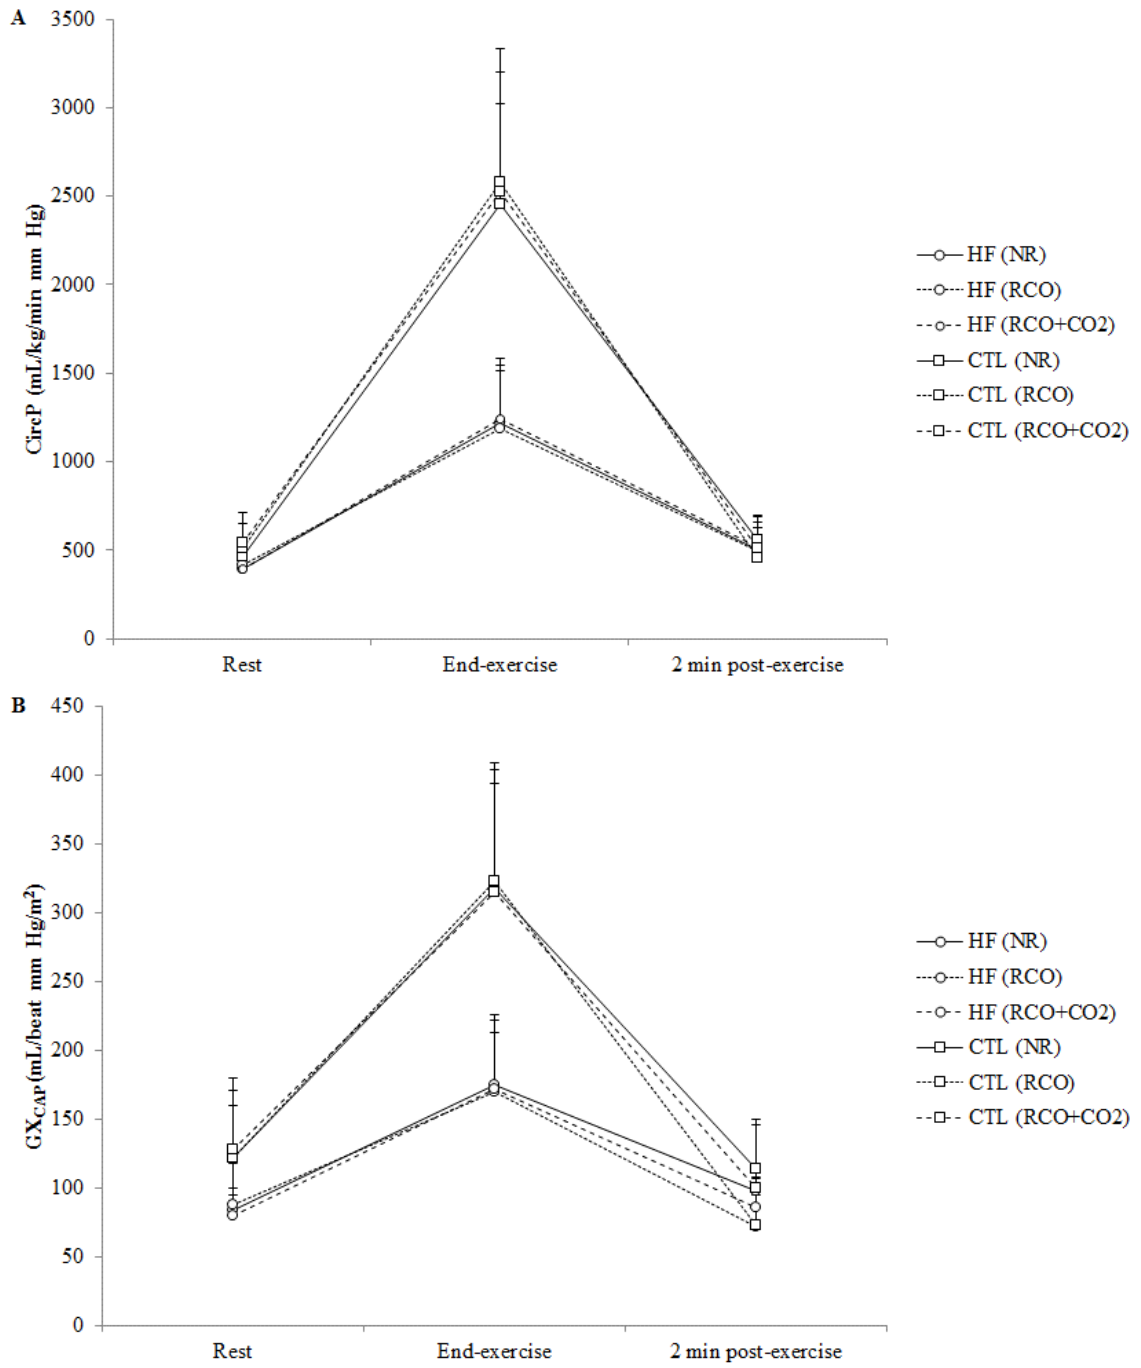 A
3500
3000
2500
2000
1500
1000
500
0
CircP (mL/kg/min mm Hg)
Rest
End-exercise
2 min post-exercise
HF (NR)
HF (RCO)
HF (RCO+CO2)
CTL (NR)
CTL (RCO)
CTL (RCO+CO2)
B
450
400
350
300
250
200
150
100
50
0
GXCAP (mL/beat mm Hg/m²)
Rest
End-exercise
2 min post-exercise
HF (NR)
HF (RCO)
HF (RCO+CO2)
CTL (NR)
CTL (RCO)
CTL (RCO+CO2)